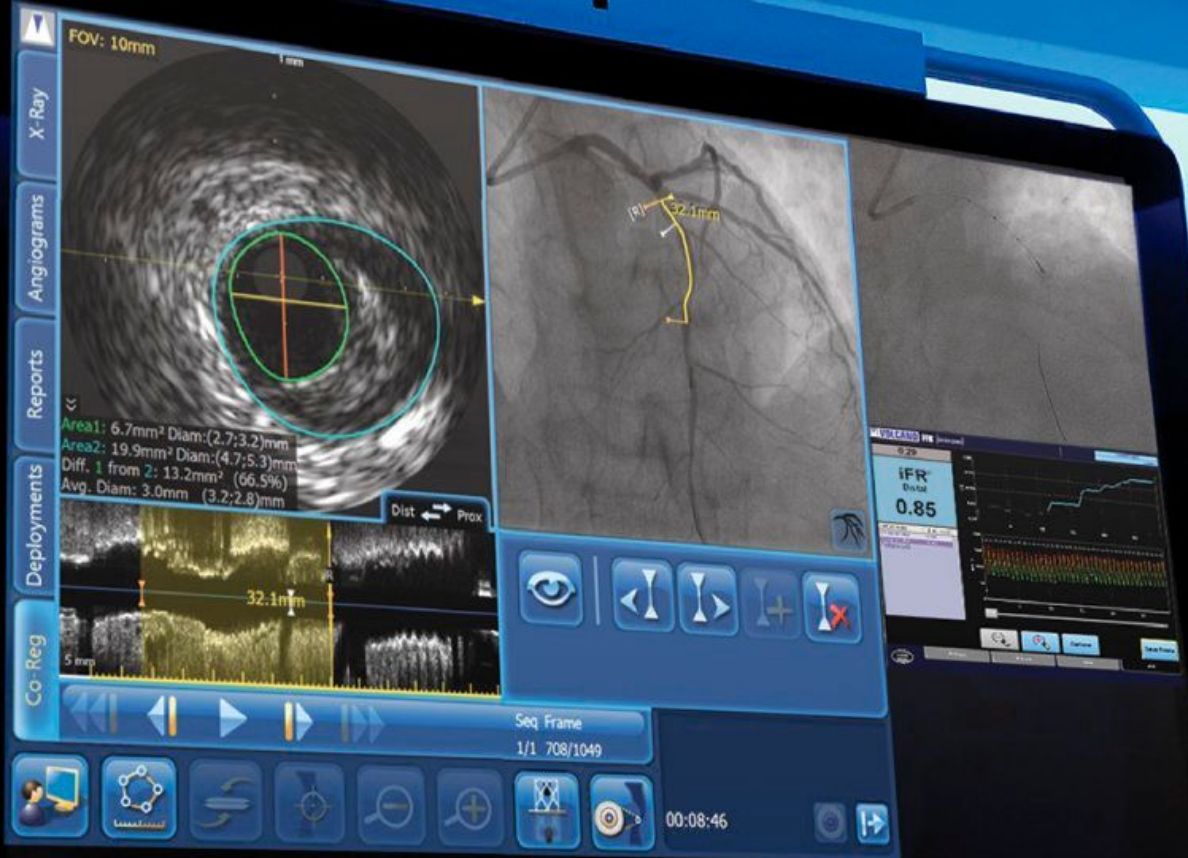 FOV: 10mm
1 mm
X-Ray
Angiograms
Reports
Deployments
Co-Reg
Area1: 6.7mm² Diam:(2.7;3.2)mm
Area2: 19.9mm² Diam:(4.7;5.3)mm
Diff. 1 from 2: 13.2mm² (66.5%)
Avg. Diam: 3.0mm (3.2;2.8)mm
Dist Prox
32.1mm
5 mm
[R]
32.1mm
Seq Frame
1/1 708/1049
00:08:46
VOLCANO
0.29
iFR
Distal
0.85